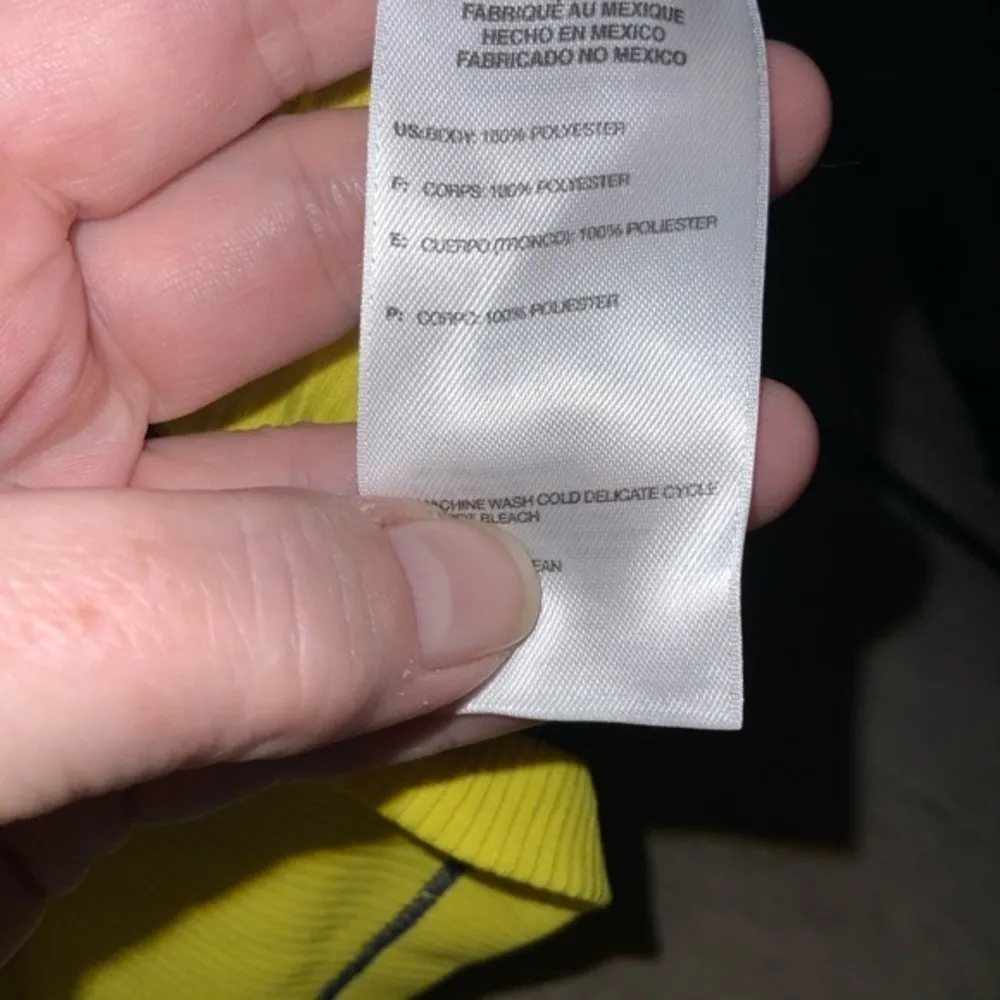 FABRIQUÉ AU MEXIQUE
HECHO EN MEXICO
FABRICADO NO MEXICO
US: BODY: 100% POLYESTER
F: CORPS: 100% POLYESTER
E: CUERPO (TRONCO): 100% POLIESTER
P: CORPO: 100% POLIESTER
MACHINE WASH COLD DELICATE CYCLE
BLEACH